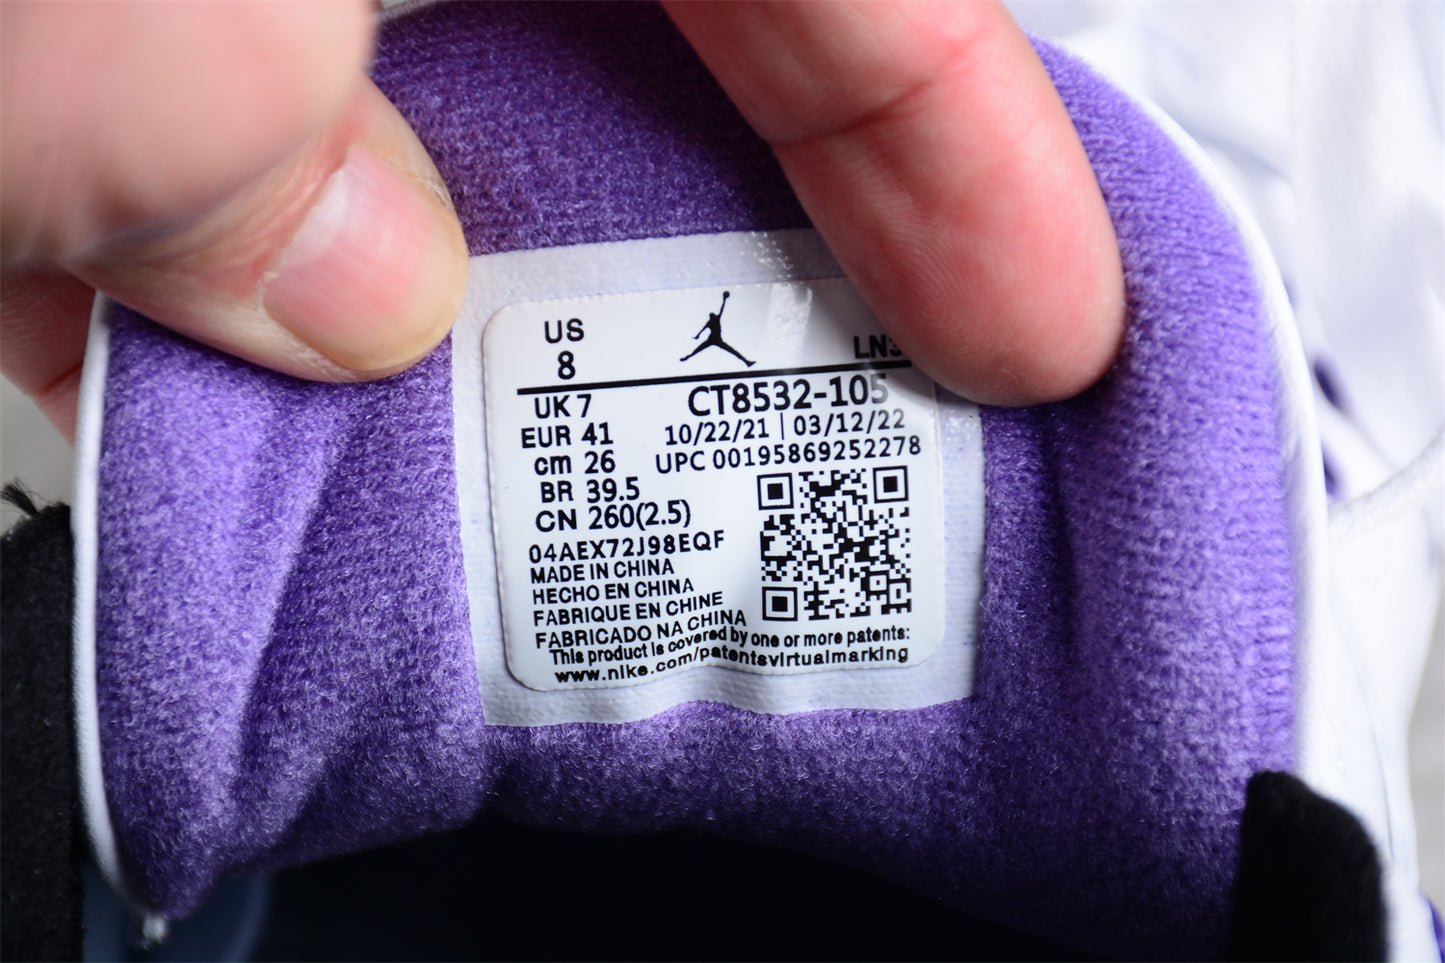 US
8
UK 7
EUR 41
cm 26
BR 39.5
CN 260(2.5)
CT8532-105
10/22/21 | 03/12/22
UPC 00195869252278
04AEX72J98EQF
MADE IN CHINA
HECHO EN CHINA
FABRIQUE EN CHINE
FABRICADO NA CHINA
This product is covered by one or more patents:
www.nike.com/patentsvirtualmarking